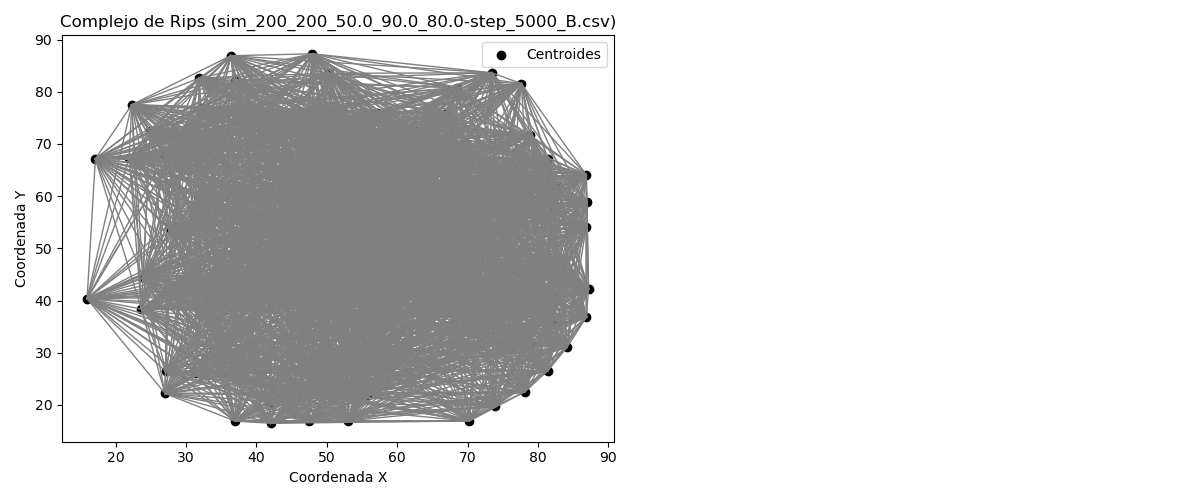 Complejo de Rips (sim_200_200_50.0_90.0_80.0-step_5000_B.csv)
Centroides
Coordenada Y
90
80
70
60
50
40
30
20
20 30 40 50 60 70 80 90
Coordenada X